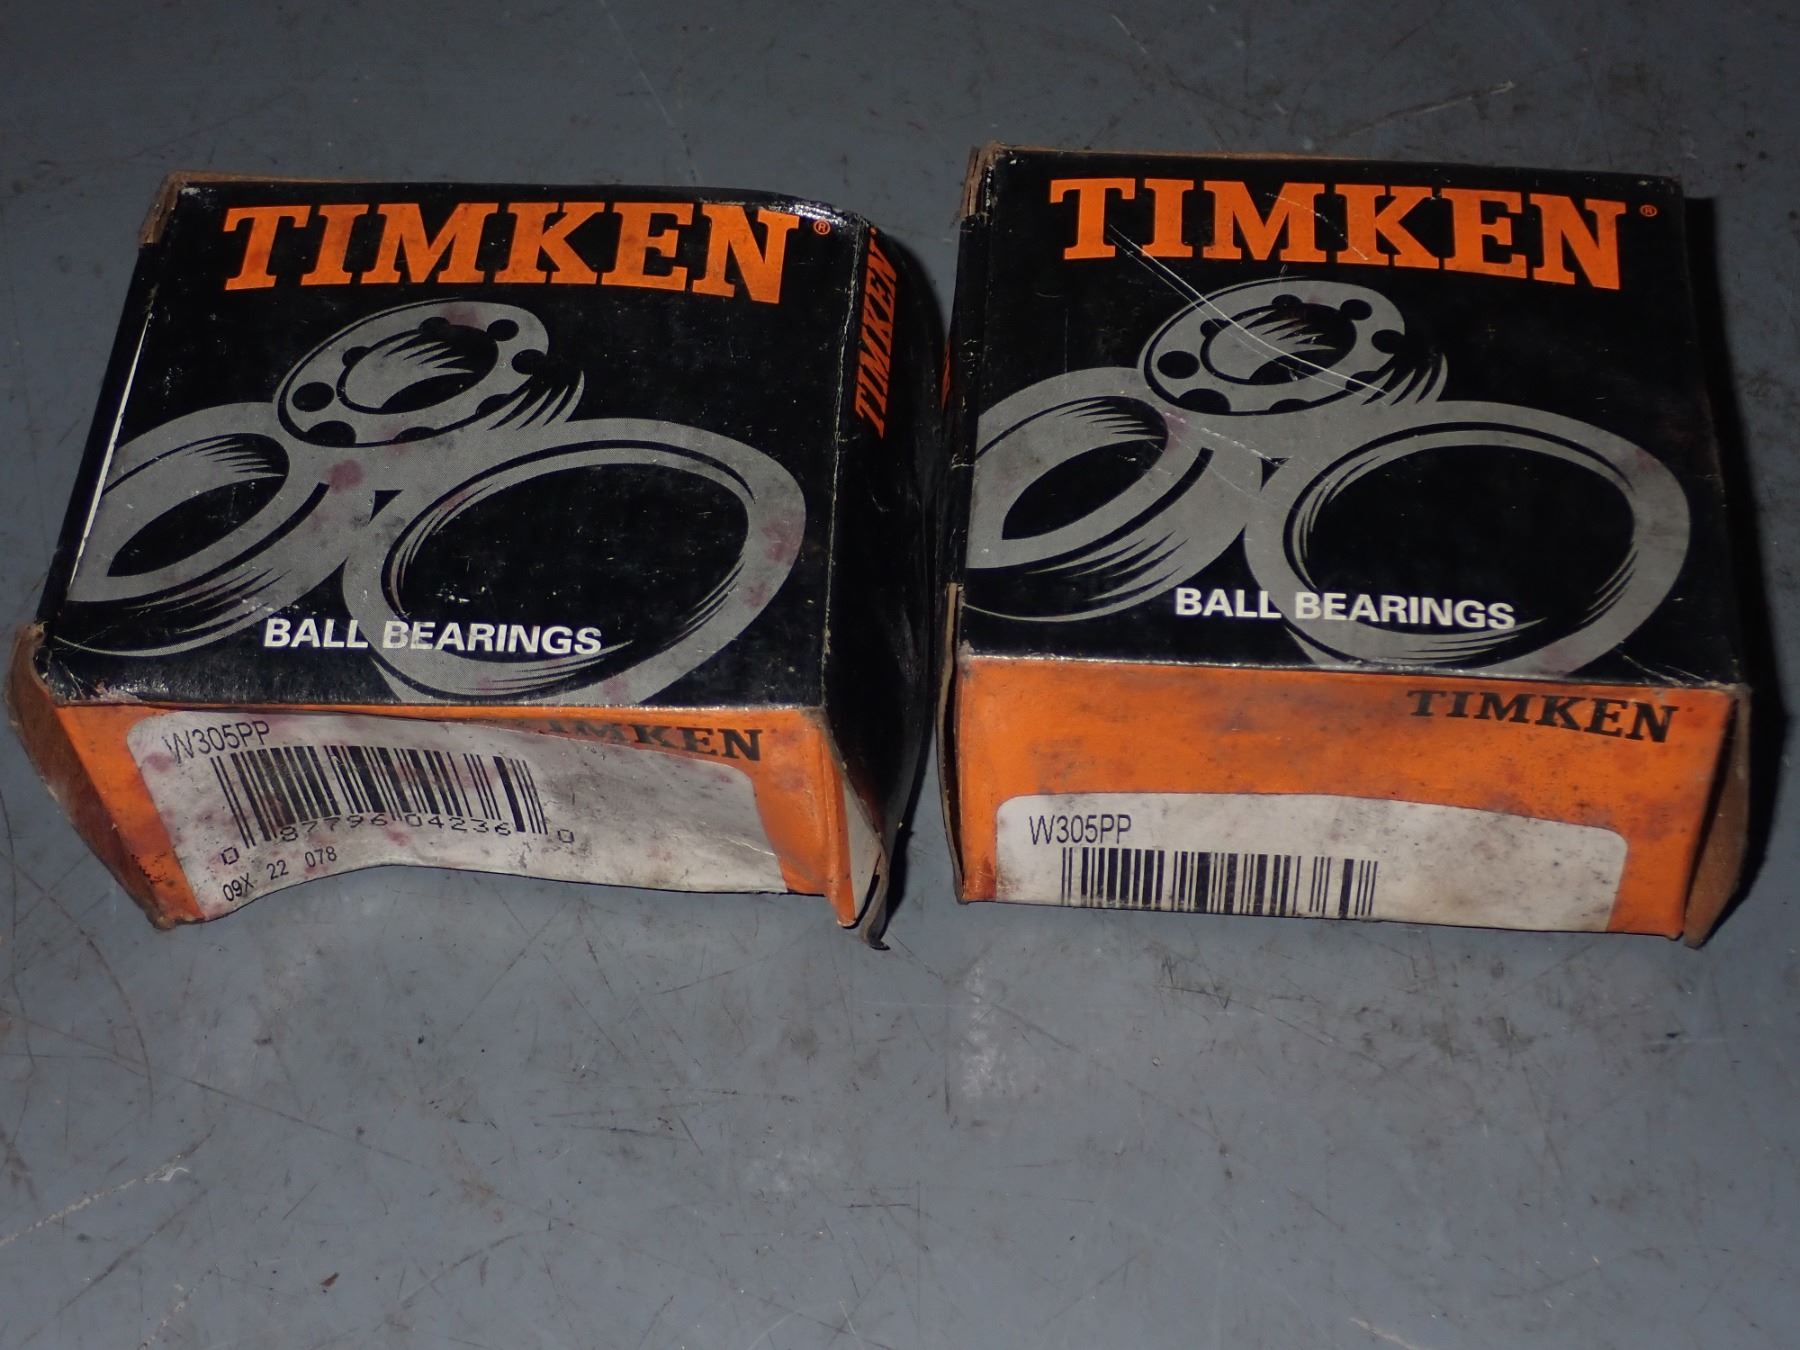 TIMKEN®
TIMKEN
BALL BEARINGS
TIMKEN
W305PP
0 87796 04236 0
09X 22 078
TIMKEN®
BALL BEARINGS
TIMKEN
W305PP